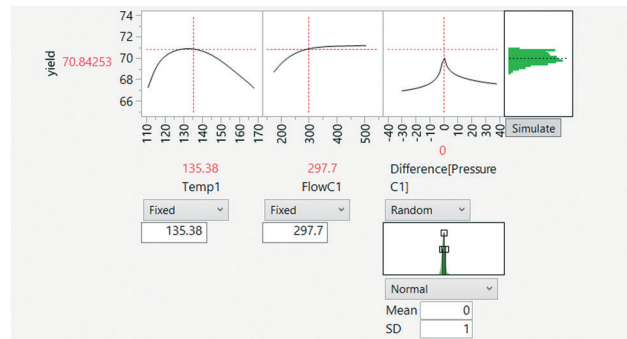 74
72
70
68
66
yield
70.84253
110 120 130 140 150 160 170
200 300 400 500
-40 -30 -20 -10 0 10 20 30 40
Simulate
135.38
297.7
0
Temp1
FlowC1
Difference[Pressure
C1]
Fixed
Fixed
Random
135.38
297.7
Normal
Mean 0
SD 1